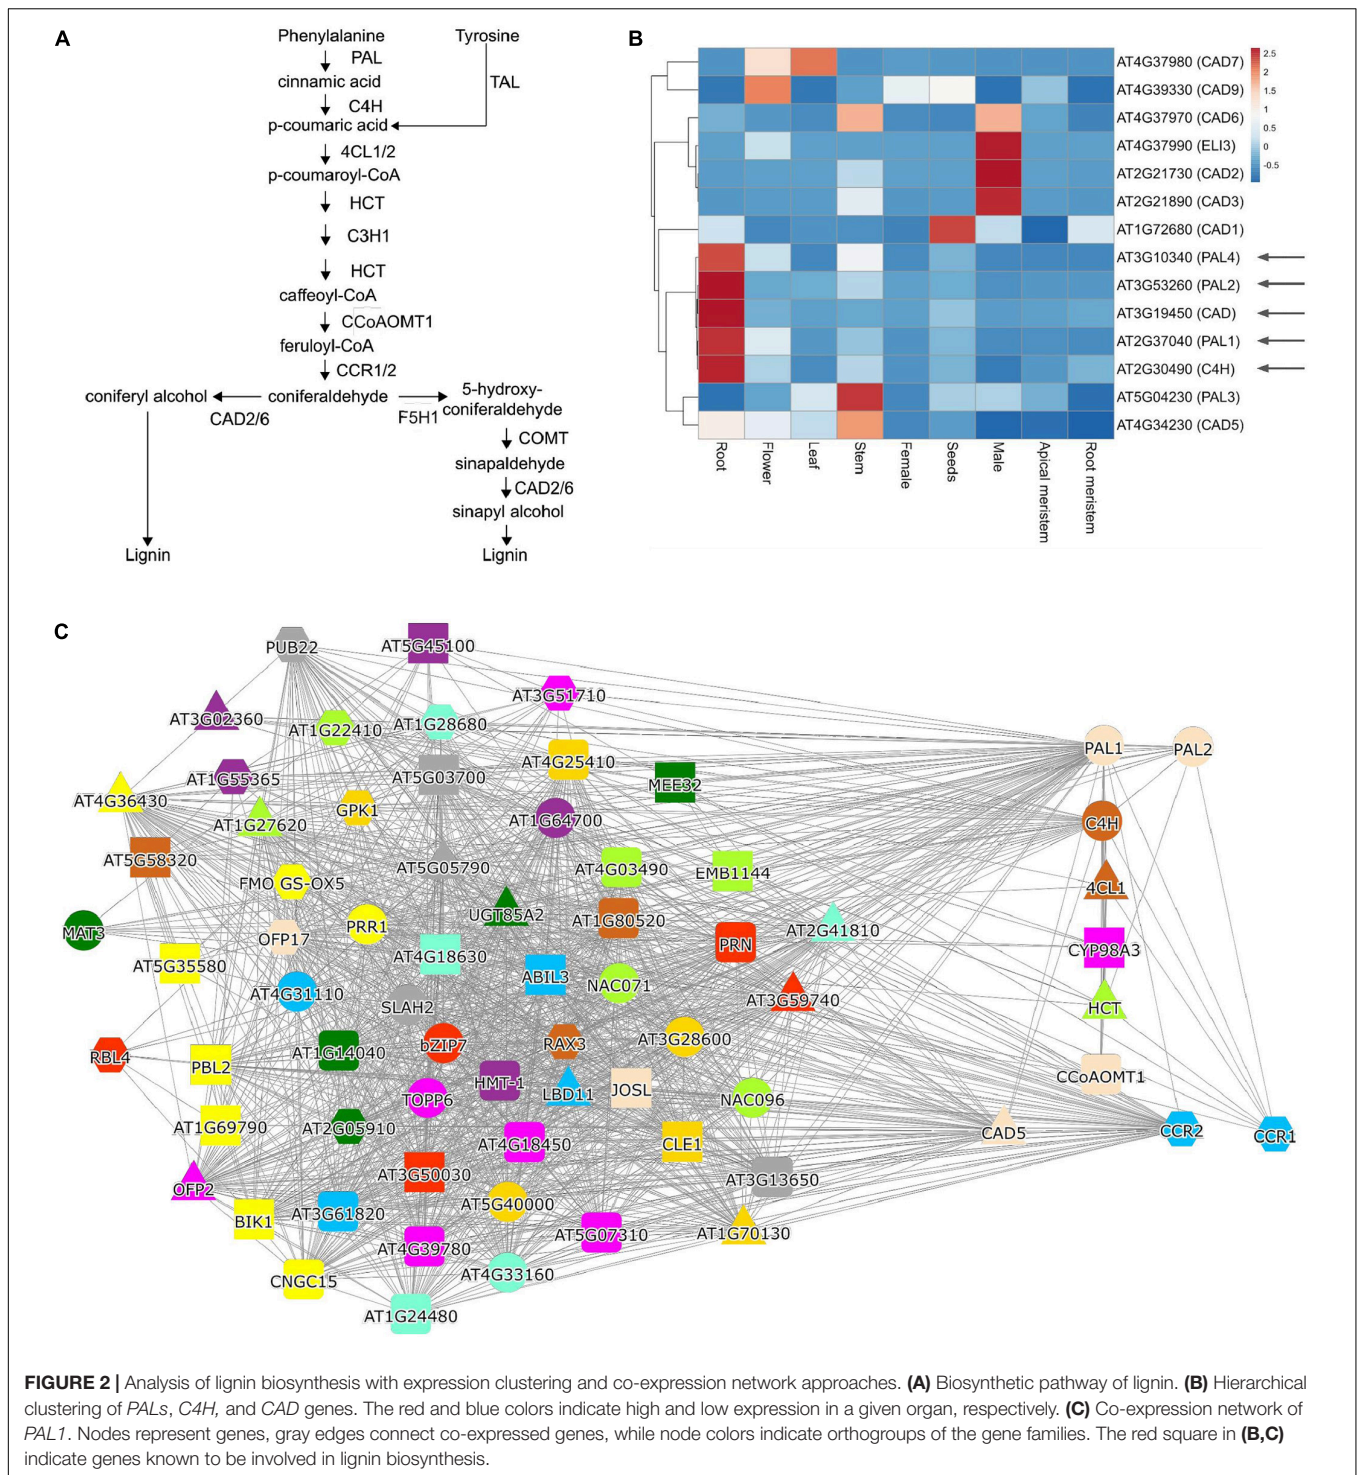 A
Phenylalanine
Tyrosine
PAL
cinnamic acid
TAL
C4H
p-coumaric acid
4CL1/2
p-coumaroyl-CoA
HCT
C3H1
HCT
caffeoyl-CoA
CCoAOMT1
feruloyl-CoA
CCR1/2
coniferyl alcohol
coniferaldehyde
5-hydroxy-
coniferaldehyde
CAD2/6
F5H1
COMT
sinapaldehyde
CAD2/6
sinapyl alcohol
Lignin
Lignin
B
AT4G37980 (CAD7)
AT4G39330 (CAD9)
AT4G37970 (CAD6)
AT4G37990 (ELI3)
AT2G21730 (CAD2)
AT2G21890 (CAD3)
AT1G72680 (CAD1)
AT3G10340 (PAL4)
AT3G53260 (PAL2)
AT3G19450 (CAD)
AT2G37040 (PAL1)
AT2G30490 (C4H)
AT5G04230 (PAL3)
AT4G34230 (CAD5)
2.5
2
1.5
1
0.5
0
-0.5
Root
Flower
Leaf
Stem
Female
Seeds
Male
Apical meristem
Root meristem
C
PUB22
AT5G45100
AT3G51710
AT3G02360
AT1G22410
AT1G28680
AT4G25410
PAL1
PAL2
AT1G55365
AT5G03700
MEE32
AT4G36430
GPK1
AT1G27620
AT1G64700
C4H
AT5G58320
AT5G05790
AT4G03490
EMB1144
FMO GS-OX5
4CL1
UGT85A2
AT1G80520
AT2G41810
MAT3
OFP17
PRR1
PRN
CYP98A3
AT5G35580
AT4G18630
ABIL3
NAC071
AT4G31110
SLAH2
AT3G59740
HCT
RBL4
AT1G14040
bZIP7
RAX3
AT3G28600
PBL2
HMT-1
LBD11
JOSL
CCoAOMT1
TOPP6
NAC096
AT1G69790
AT2G05910
AT4G18450
CLE1
CAD5
CCR2
CCR1
AT3G50030
AT3G13650
OFP2
BIK1
AT3G61820
AT5G40000
AT5G07310
AT1G70130
AT4G39780
CNGC15
AT4G33160
AT1G24480
FIGURE 2 | Analysis of lignin biosynthesis with expression clustering and co-expression network approaches. (A) Biosynthetic pathway of lignin. (B) Hierarchical
clustering of PALs, C4H, and CAD genes. The red and blue colors indicate high and low expression in a given organ, respectively. (C) Co-expression network of
PAL1. Nodes represent genes, gray edges connect co-expressed genes, while node colors indicate orthogroups of the gene families. The red square in (B,C)
indicate genes known to be involved in lignin biosynthesis.